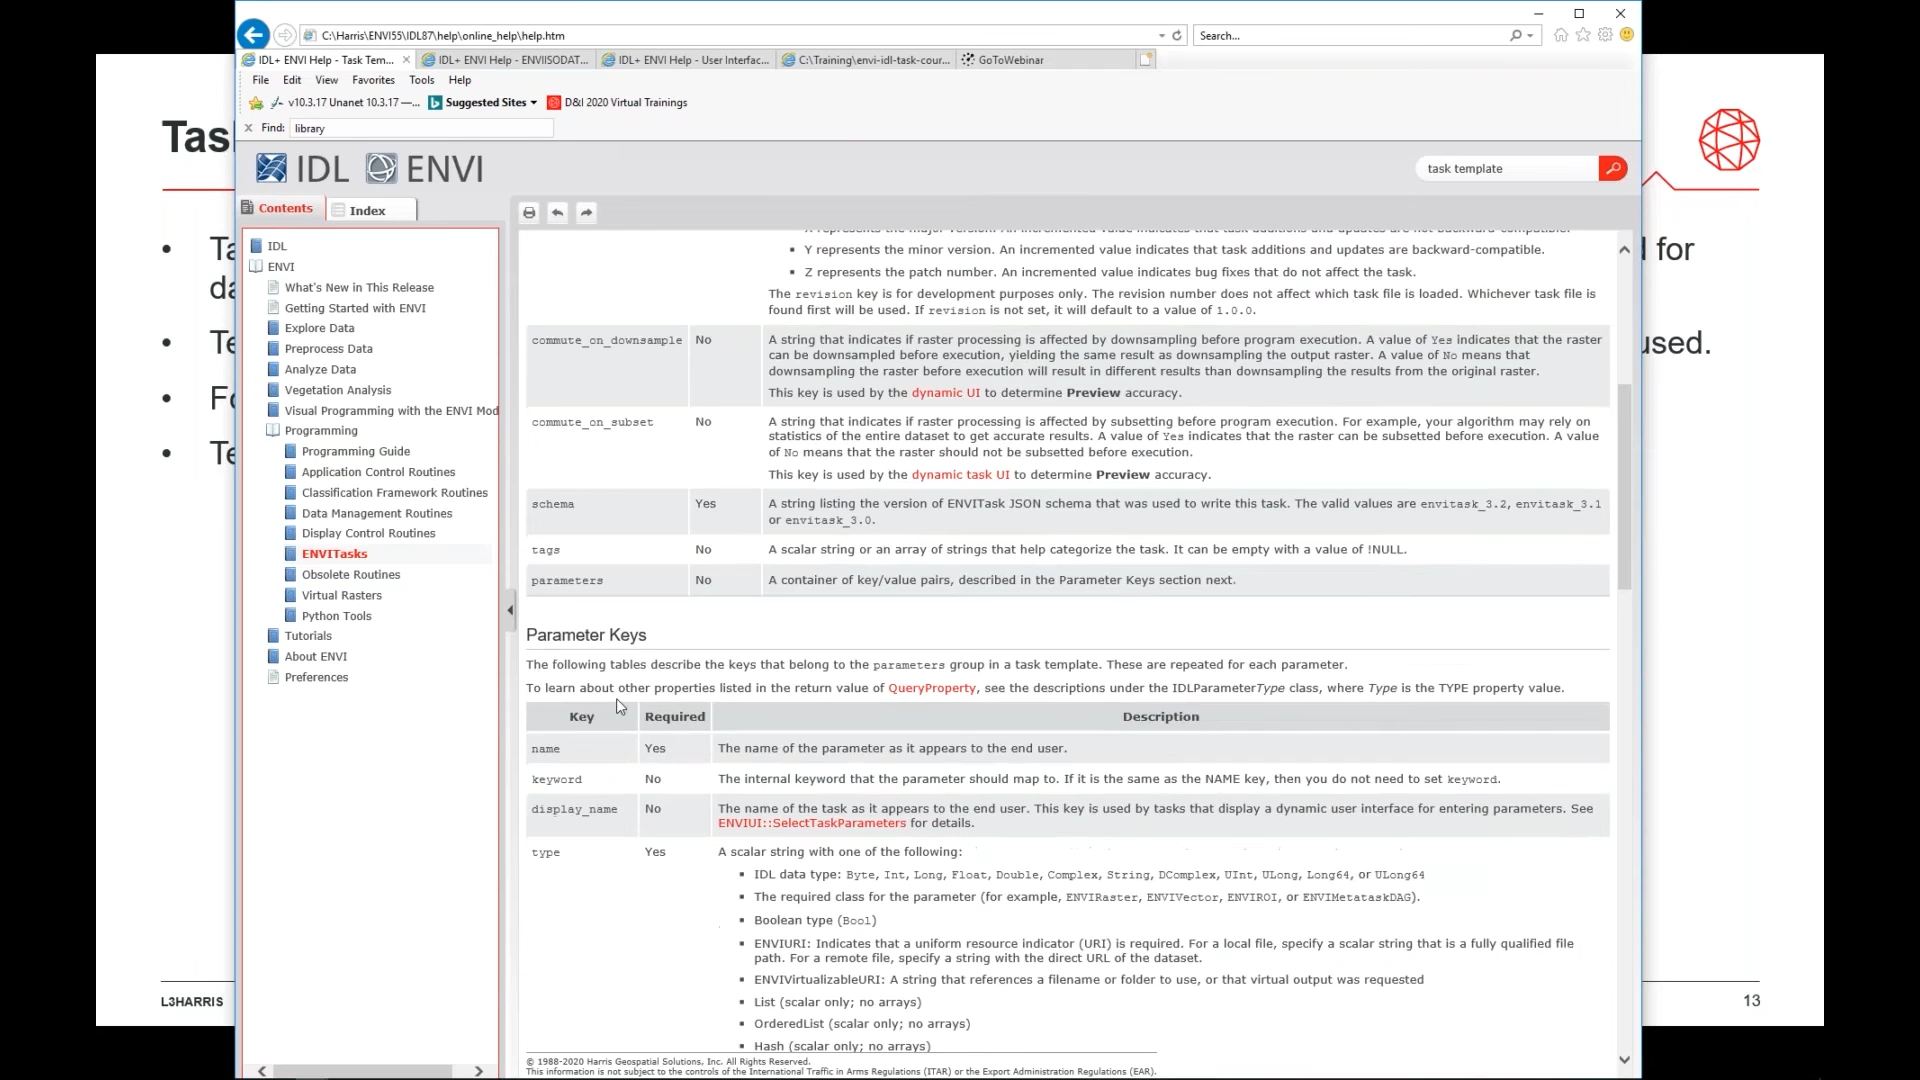 C:\Harris\ENVI55\IDL87\help\online_help\help.htm
Search...
IDL+ ENVI Help - Task Tem...
IDL+ ENVI Help - ENVIISODAT...
IDL+ ENVI Help - User Interfac...
C:\Training\envi-idl-task-cour...
GoToWebinar
File Edit View Favorites Tools Help
v10.3.17 Unanet 10.3.17 —...
Suggested Sites
D&I 2020 Virtual Trainings
x Find: library
Tas
IDL ENVI
task template
Contents
Index
IDL
ENVI
What's New in This Release
Getting Started with ENVI
Explore Data
Preprocess Data
Analyze Data
Vegetation Analysis
Visual Programming with the ENVI Mod
Programming
Programming Guide
Application Control Routines
Classification Framework Routines
Data Management Routines
Display Control Routines
ENVITasks
Obsolete Routines
Virtual Rasters
Python Tools
Tutorials
About ENVI
Preferences
• Ta
da
• Te
• Fo
• Te
for
used.
▪ Y represents the minor version. An incremented value indicates that task additions and updates are backward-compatible.
▪ Z represents the patch number. An incremented value indicates bug fixes that do not affect the task.
The revision key is for development purposes only. The revision number does not affect which task file is loaded. Whichever task file is
found first will be used. If revision is not set, it will default to a value of 1.0.0.
commute_on_downsample No A string that indicates if raster processing is affected by downsampling before program execution. A value of Yes indicates that the raster
can be downsampled before execution, yielding the same result as downsampling the output raster. A value of No means that
downsampling the raster before execution will result in different results than downsampling the results from the original raster.
This key is used by the dynamic UI to determine Preview accuracy.
commute_on_subset No A string that indicates if raster processing is affected by subsetting before program execution. For example, your algorithm may rely on
statistics of the entire dataset to get accurate results. A value of Yes indicates that the raster can be subsetted before execution. A value
of No means that the raster should not be subsetted before execution.
This key is used by the dynamic task UI to determine Preview accuracy.
schema Yes A string listing the version of ENVITask JSON schema that was used to write this task. The valid values are envitask_3.2, envitask_3.1
or envitask_3.0.
tags No A scalar string or an array of strings that help categorize the task. It can be empty with a value of !NULL.
parameters No A container of key/value pairs, described in the Parameter Keys section next.
Parameter Keys
The following tables describe the keys that belong to the parameters group in a task template. These are repeated for each parameter.
To learn about other properties listed in the return value of QueryProperty, see the descriptions under the IDLParameterType class, where Type is the TYPE property value.
Key Required Description
name Yes The name of the parameter as it appears to the end user.
keyword No The internal keyword that the parameter should map to. If it is the same as the NAME key, then you do not need to set keyword.
display_name No The name of the task as it appears to the end user. This key is used by tasks that display a dynamic user interface for entering parameters. See
ENVIUI::SelectTaskParameters for details.
type Yes A scalar string with one of the following:
▪ IDL data type: Byte, Int, Long, Float, Double, Complex, String, DComplex, UInt, ULong, Long64, or ULong64
▪ The required class for the parameter (for example, ENVIRaster, ENVIVector, ENVIROI, or ENVIMetataskDAG).
▪ Boolean type (Bool)
▪ ENVIURI: Indicates that a uniform resource indicator (URI) is required. For a local file, specify a scalar string that is a fully qualified file
path. For a remote file, specify a string with the direct URL of the dataset.
▪ ENVIVirtualizableURI: A string that references a filename or folder to use, or that virtual output was requested
▪ List (scalar only; no arrays)
▪ OrderedList (scalar only; no arrays)
▪ Hash (scalar only; no arrays)
© 1988-2020 Harris Geospatial Solutions, Inc. All Rights Reserved.
This information is not subject to the controls of the International Traffic in Arms Regulations (ITAR) or the Export Administration Regulations (EAR).
L3HARRIS
13